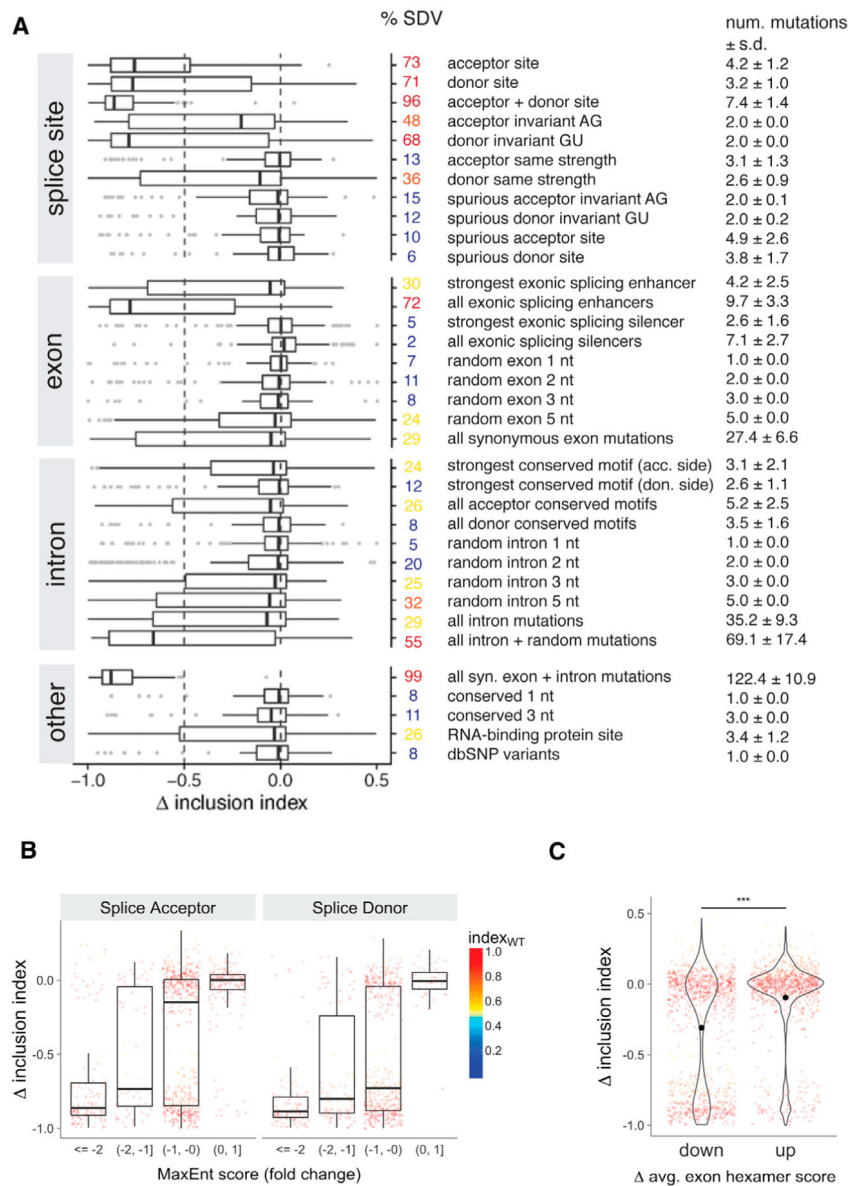 A
% SDV
num. mutations
± s.d.
splice site
73 acceptor site 4.2 ± 1.2
71 donor site 3.2 ± 1.0
96 acceptor + donor site 7.4 ± 1.4
48 acceptor invariant AG 2.0 ± 0.0
68 donor invariant GU 2.0 ± 0.0
13 acceptor same strength 3.1 ± 1.3
36 donor same strength 2.6 ± 0.9
15 spurious acceptor invariant AG 2.0 ± 0.1
12 spurious donor invariant GU 2.0 ± 0.2
10 spurious acceptor site 4.9 ± 2.6
6 spurious donor site 3.8 ± 1.7
exon
30 strongest exonic splicing enhancer 4.2 ± 2.5
72 all exonic splicing enhancers 9.7 ± 3.3
5 strongest exonic splicing silencer 2.6 ± 1.6
2 all exonic splicing silencers 7.1 ± 2.7
7 random exon 1 nt 1.0 ± 0.0
11 random exon 2 nt 2.0 ± 0.0
8 random exon 3 nt 3.0 ± 0.0
24 random exon 5 nt 5.0 ± 0.0
29 all synonymous exon mutations 27.4 ± 6.6
intron
24 strongest conserved motif (acc. side) 3.1 ± 2.1
12 strongest conserved motif (don. side) 2.6 ± 1.1
26 all acceptor conserved motifs 5.2 ± 2.5
8 all donor conserved motifs 3.5 ± 1.6
5 random intron 1 nt 1.0 ± 0.0
20 random intron 2 nt 2.0 ± 0.0
25 random intron 3 nt 3.0 ± 0.0
32 random intron 5 nt 5.0 ± 0.0
29 all intron mutations 35.2 ± 9.3
55 all intron + random mutations 69.1 ± 17.4
other
99 all syn. exon + intron mutations 122.4 ± 10.9
8 conserved 1 nt 1.0 ± 0.0
11 conserved 3 nt 3.0 ± 0.0
26 RNA-binding protein site 3.4 ± 1.2
8 dbSNP variants 1.0 ± 0.0
−1.0 −0.5 0.0 0.5
Δ inclusion index
B
Splice Acceptor Splice Donor
Δ inclusion index
0.0
-0.5
-1.0
<= -2 (-2, -1] (-1, -0) (0, 1] <= -2 (-2, -1] (-1, -0) (0, 1]
MaxEnt score (fold change)
indexWT
1.0
0.8
0.6
0.4
0.2
C
***
Δ inclusion index
0.5
0.0
-0.5
-1.0
down up
Δ avg. exon hexamer score